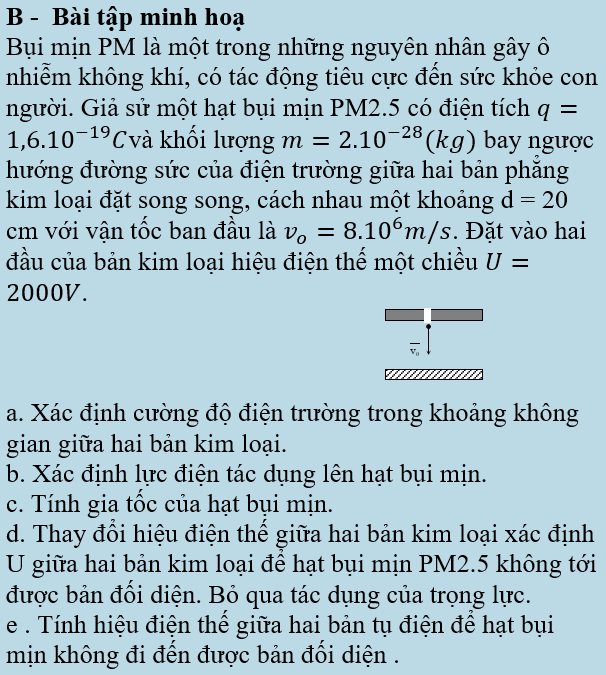 B - Bài tập minh hoạ
Bụi mịn PM là một trong những nguyên nhân gây ô
nhiễm không khí, có tác động tiêu cực đến sức khỏe con
người. Giả sử một hạt bụi mịn PM2.5 có điện tích q =
1,6.10⁻¹⁹C và khối lượng m = 2.10⁻²⁸(kg) bay ngược
hướng đường sức của điện trường giữa hai bản phẳng
kim loại đặt song song, cách nhau một khoảng d = 20
cm với vận tốc ban đầu là vₒ = 8.10⁶m/s. Đặt vào hai
đầu của bản kim loại hiệu điện thế một chiều U =
2000V.
v₀
a. Xác định cường độ điện trường trong khoảng không
gian giữa hai bản kim loại.
b. Xác định lực điện tác dụng lên hạt bụi mịn.
c. Tính gia tốc của hạt bụi mịn.
d. Thay đổi hiệu điện thế giữa hai bản kim loại xác định
U giữa hai bản kim loại để hạt bụi mịn PM2.5 không tới
được bản đối diện. Bỏ qua tác dụng của trọng lực.
e . Tính hiệu điện thế giữa hai bản tụ điện để hạt bụi
mịn không đi đến được bản đối diện .